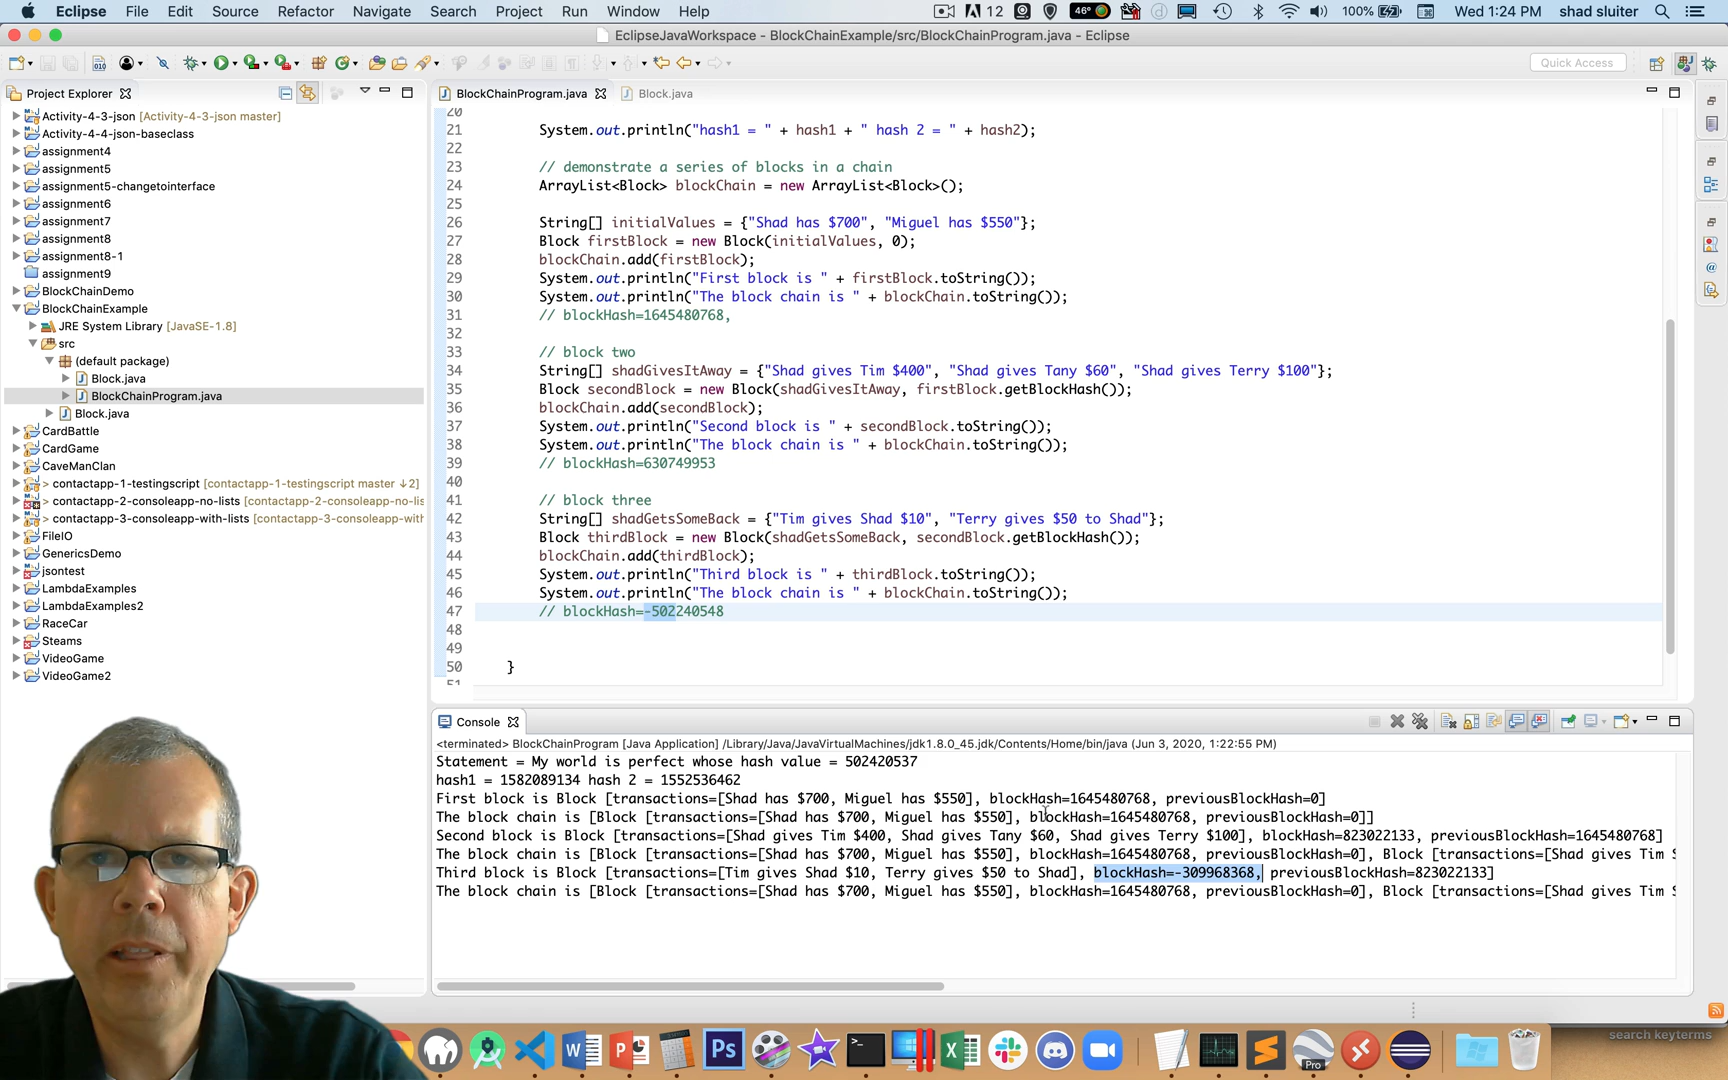 Eclipse File Edit Source Refactor Navigate Search Project Run Window Help 12 46° 100% Wed 1:24 PM shad sluiter
EclipseJavaWorkspace - BlockChainExample/src/BlockChainProgram.java - Eclipse
Quick Access
Project Explorer
Activity-4-3-json [Activity-4-3-json master]
Activity-4-4-json-baseclass
assignment4
assignment5
assignment5-changetointerface
assignment6
assignment7
assignment8
assignment8-1
assignment9
BlockChainDemo
BlockChainExample
JRE System Library [JavaSE-1.8]
src
(default package)
Block.java
BlockChainProgram.java
Block.java
CardBattle
CardGame
CaveManClan
> contactapp-1-testingscript [contactapp-1-testingscript master ↓2]
> contactapp-2-consoleapp-no-lists [contactapp-2-consoleapp-no-lis
> contactapp-3-consoleapp-with-lists [contactapp-3-consoleapp-with
FileIO
GenericsDemo
jsontest
LambdaExamples
LambdaExamples2
RaceCar
Steams
VideoGame
VideoGame2
BlockChainProgram.java Block.java
20
21 System.out.println("hash1 = " + hash1 + " hash 2 = " + hash2);
22
23 // demonstrate a series of blocks in a chain
24 ArrayList<Block> blockChain = new ArrayList<Block>();
25
26 String[] initialValues = {"Shad has $700", "Miguel has $550"};
27 Block firstBlock = new Block(initialValues, 0);
28 blockChain.add(firstBlock);
29 System.out.println("First block is " + firstBlock.toString());
30 System.out.println("The block chain is " + blockChain.toString());
31 // blockHash=1645480768,
32
33 // block two
34 String[] shadGivesItAway = {"Shad gives Tim $400", "Shad gives Tany $60", "Shad gives Terry $100"};
35 Block secondBlock = new Block(shadGivesItAway, firstBlock.getBlockHash());
36 blockChain.add(secondBlock);
37 System.out.println("Second block is " + secondBlock.toString());
38 System.out.println("The block chain is " + blockChain.toString());
39 // blockHash=630749953
40
41 // block three
42 String[] shadGetsSomeBack = {"Tim gives Shad $10", "Terry gives $50 to Shad"};
43 Block thirdBlock = new Block(shadGetsSomeBack, secondBlock.getBlockHash());
44 blockChain.add(thirdBlock);
45 System.out.println("Third block is " + thirdBlock.toString());
46 System.out.println("The block chain is " + blockChain.toString());
47 // blockHash=-502240548
48
49
50 }
51
Console
<terminated> BlockChainProgram [Java Application] /Library/Java/JavaVirtualMachines/jdk1.8.0_45.jdk/Contents/Home/bin/java (Jun 3, 2020, 1:22:55 PM)
Statement = My world is perfect whose hash value = 502420537
hash1 = 1582089134 hash 2 = 1552536462
First block is Block [transactions=[Shad has $700, Miguel has $550], blockHash=1645480768, previousBlockHash=0]
The block chain is [Block [transactions=[Shad has $700, Miguel has $550], blockHash=1645480768, previousBlockHash=0]]
Second block is Block [transactions=[Shad gives Tim $400, Shad gives Tany $60, Shad gives Terry $100], blockHash=823022133, previousBlockHash=1645480768]
The block chain is [Block [transactions=[Shad has $700, Miguel has $550], blockHash=1645480768, previousBlockHash=0], Block [transactions=[Shad gives Tim $
Third block is Block [transactions=[Tim gives Shad $10, Terry gives $50 to Shad], blockHash=-309968368, previousBlockHash=823022133]
The block chain is [Block [transactions=[Shad has $700, Miguel has $550], blockHash=1645480768, previousBlockHash=0], Block [transactions=[Shad gives Tim $
search keyterms
Ps
Pro